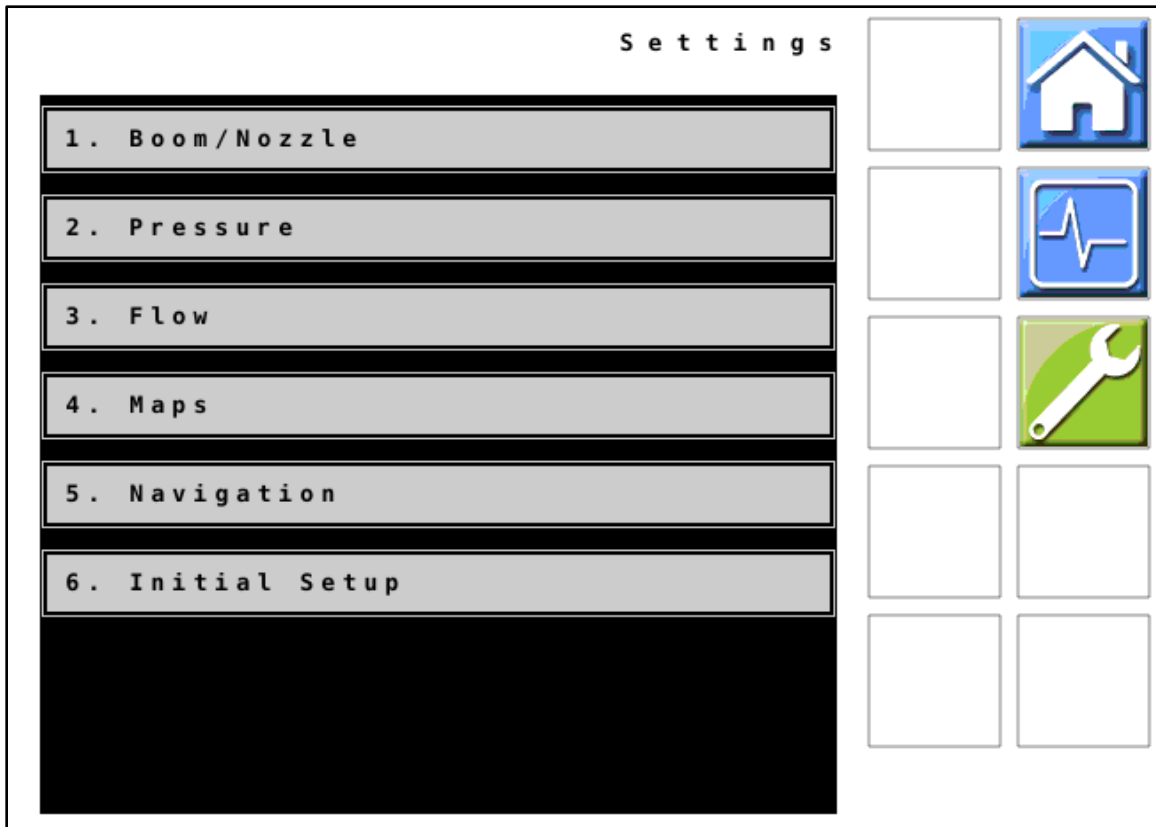 Settings
1. Boom/Nozzle
2. Pressure
3. Flow
4. Maps
5. Navigation
6. Initial Setup